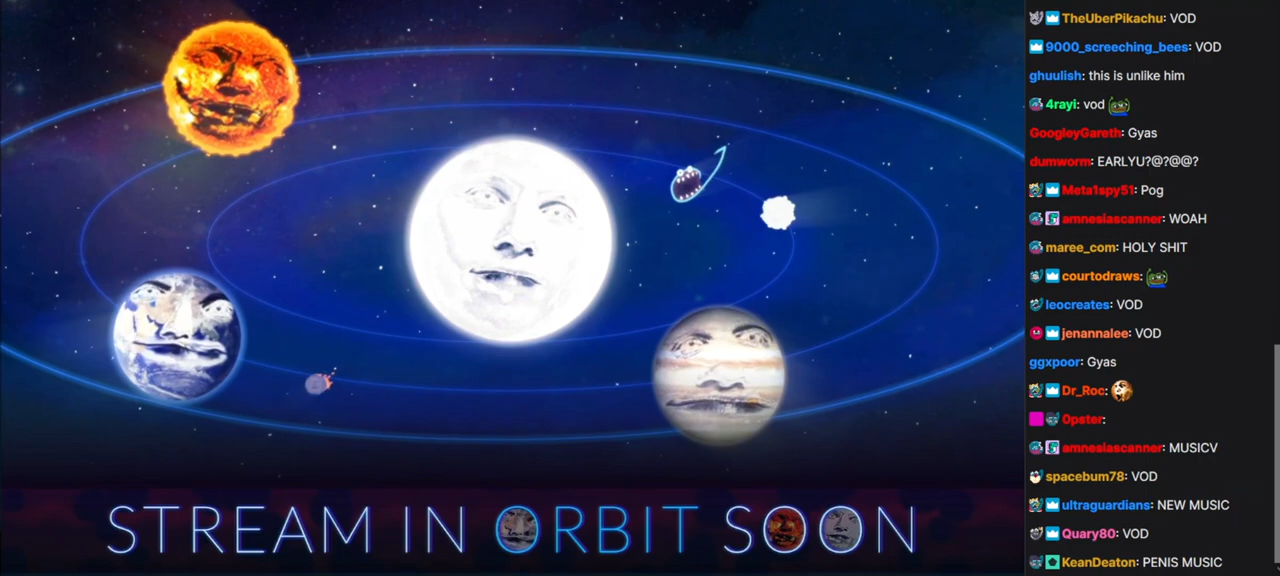 STREAM IN ORBIT SOON
TheUberPikachu: VOD
9000_screeching_bees: VOD
ghuulish: this is unlike him
4rayi: vod
GoogleyGareth: Gyas
dumworm: EARLYU?@?@@?
Meta1spy51: Pog
amnesiascanner: WOAH
maree_com: HOLY SHIT
courtodraws:
leocreates: VOD
jenannalee: VOD
ggxpoor: Gyas
Dr_Roc:
0pster:
amnesiascanner: MUSICV
spacebum78: VOD
ultraguardians: NEW MUSIC
Quary80: VOD
KeanDeaton: PENIS MUSIC